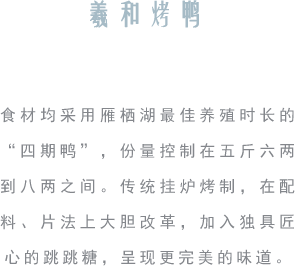 羲和烤鸭
食材均采用雁栖湖最佳养殖时长的
“四期鸭”，份量控制在五斤六两
到八两之间。传统挂炉烤制，在配
料、片法上大胆改革，加入独具匠
心的跳跳糖，呈现更完美的味道。